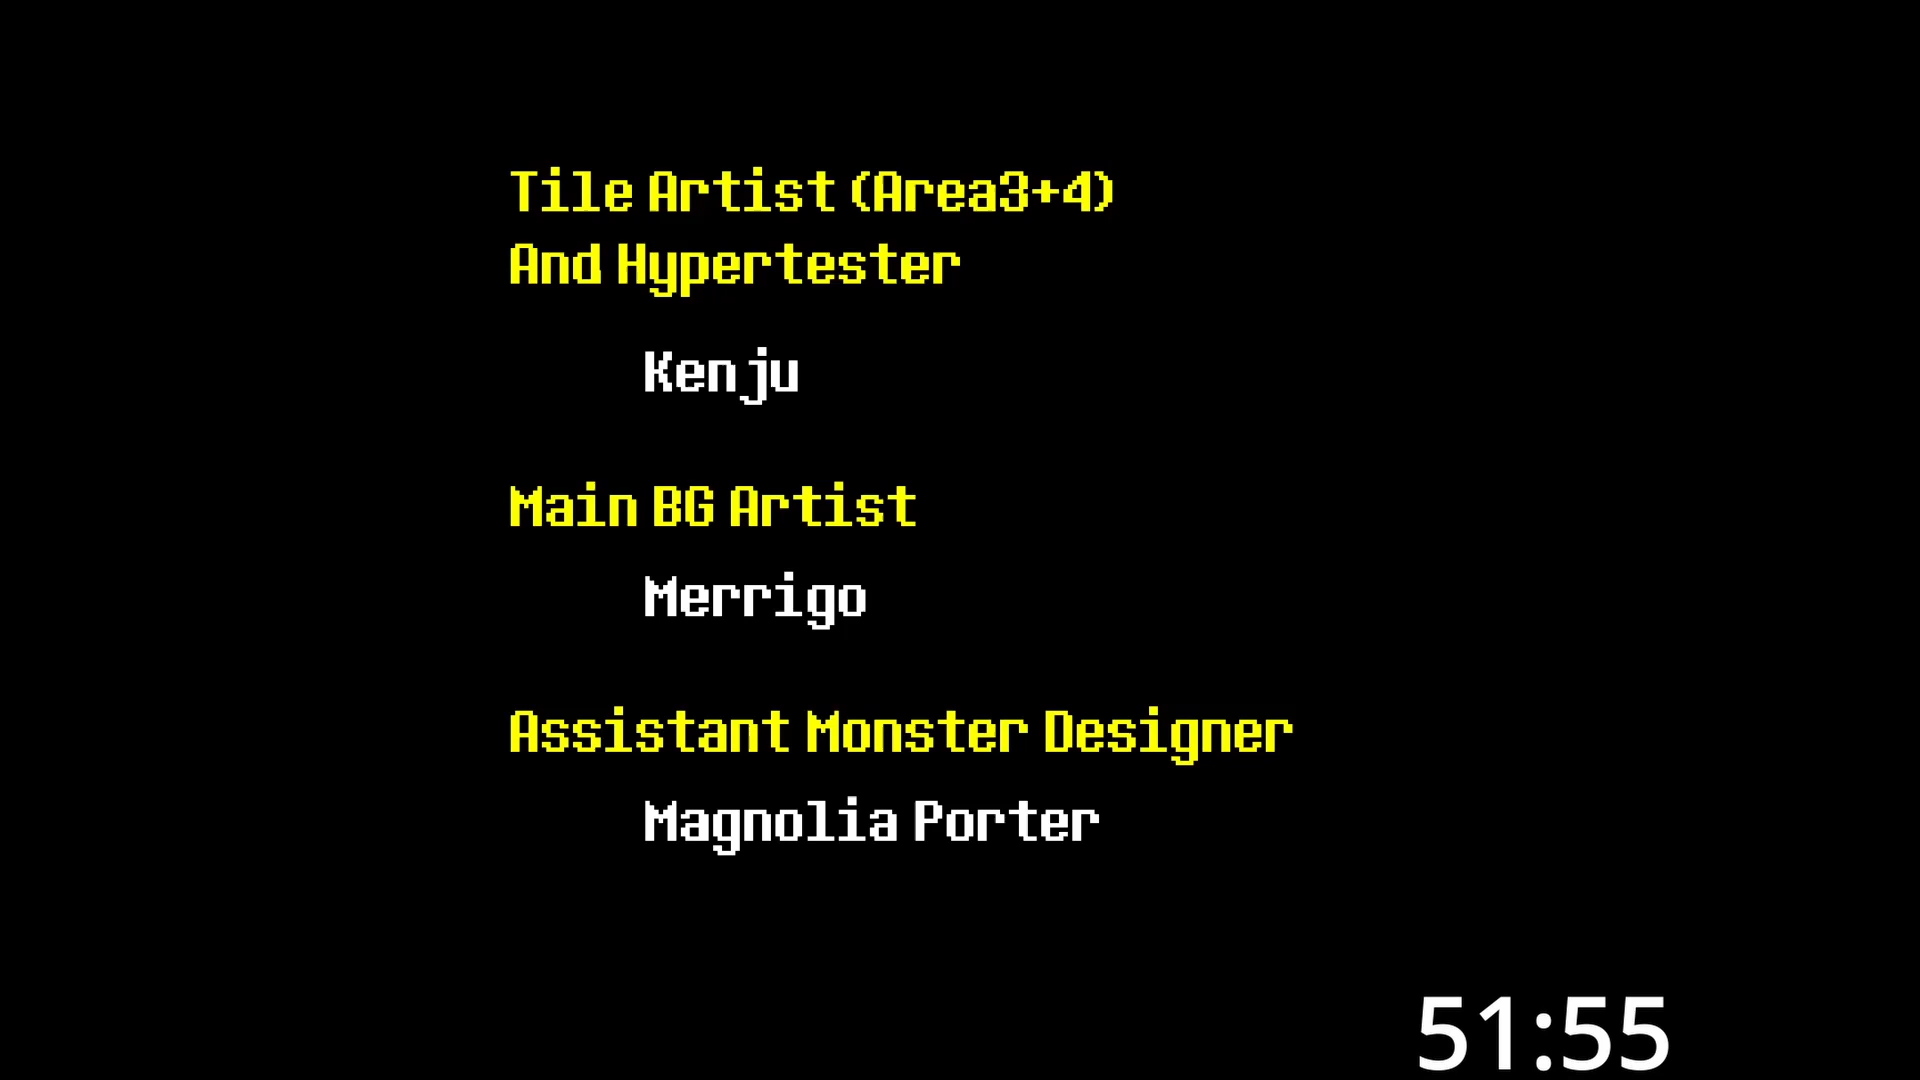 Tile Artist (Area3+4)
And Hypertester
Kenju
Main BG Artist
Merrigo
Assistant Monster Designer
Magnolia Porter
51:55